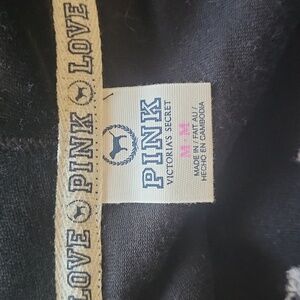 LOVE PINK LOVE
PINK
VICTORIA'S SECRET
M · M
MADE IN / FAIT AU /
HECHO EN CAMBODIA